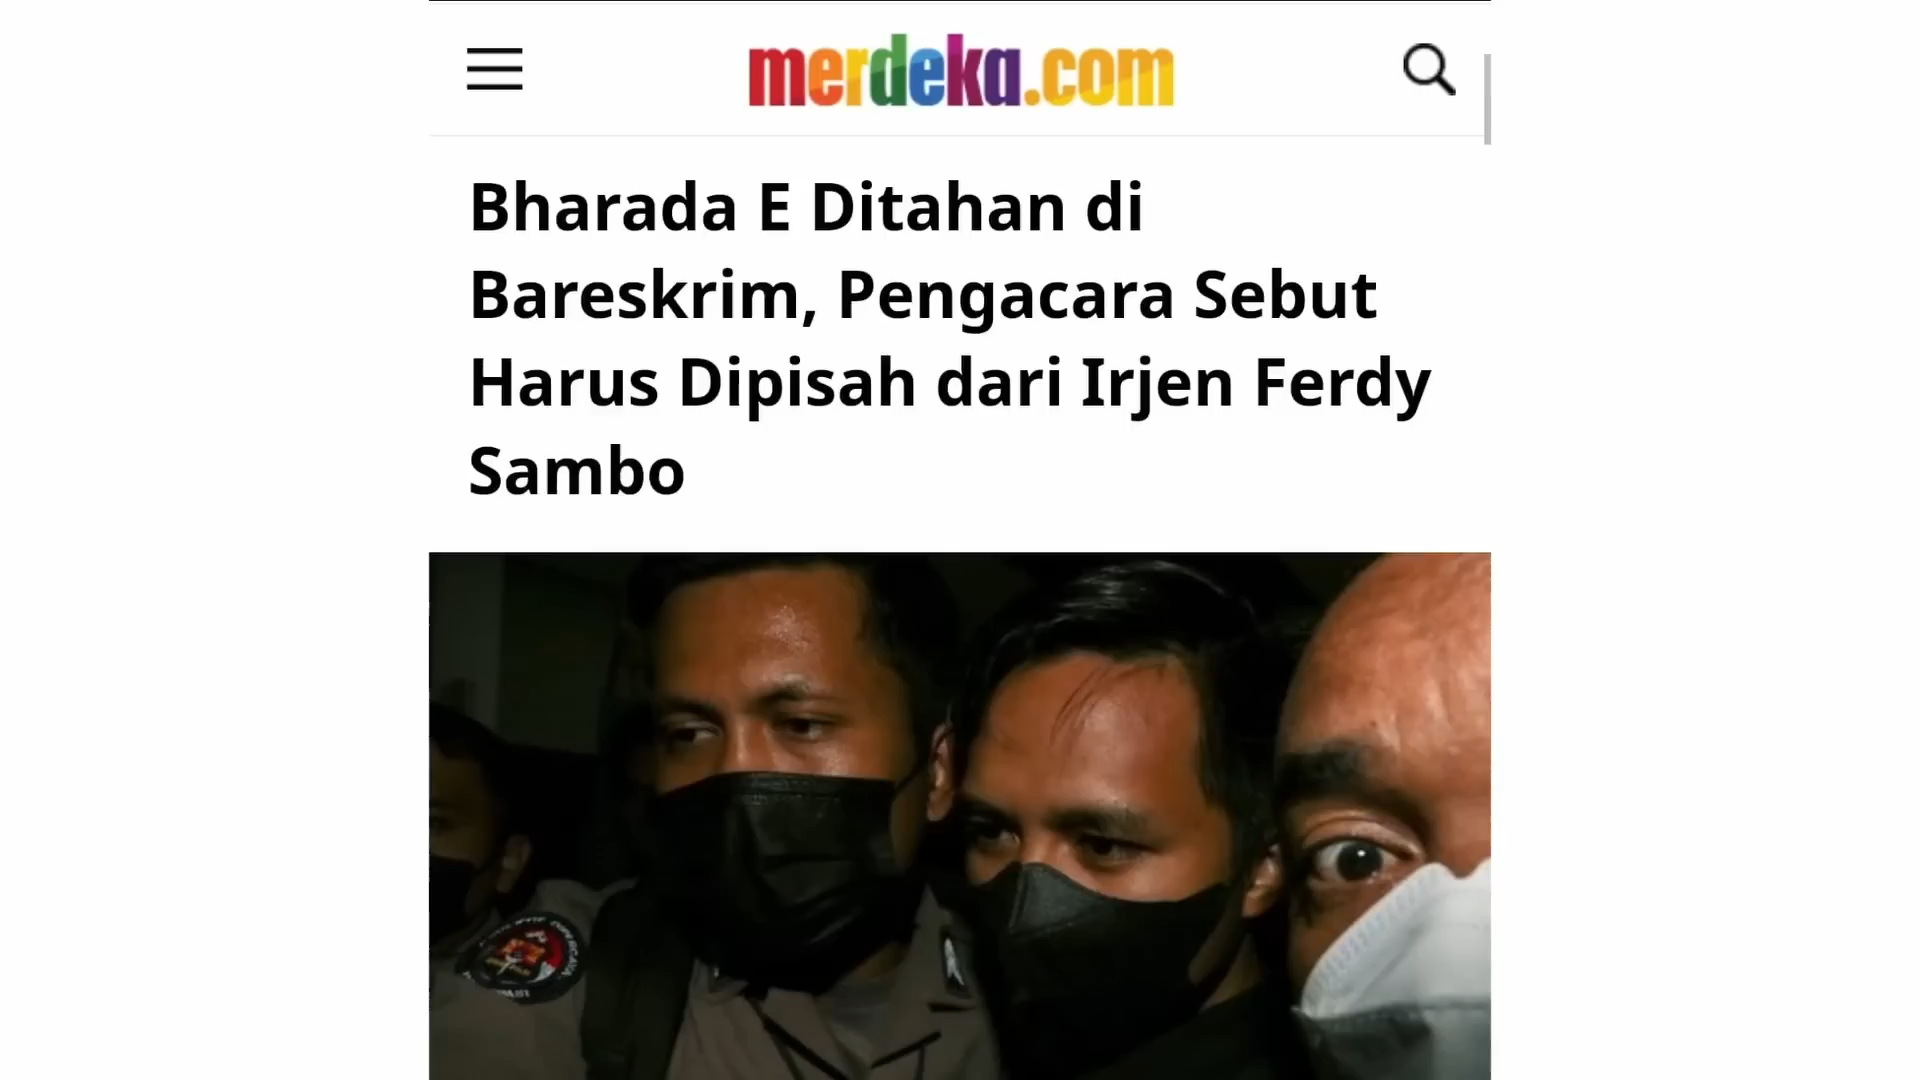 merdeka.com
Bharada E Ditahan di
Bareskrim, Pengacara Sebut
Harus Dipisah dari Irjen Ferdy
Sambo